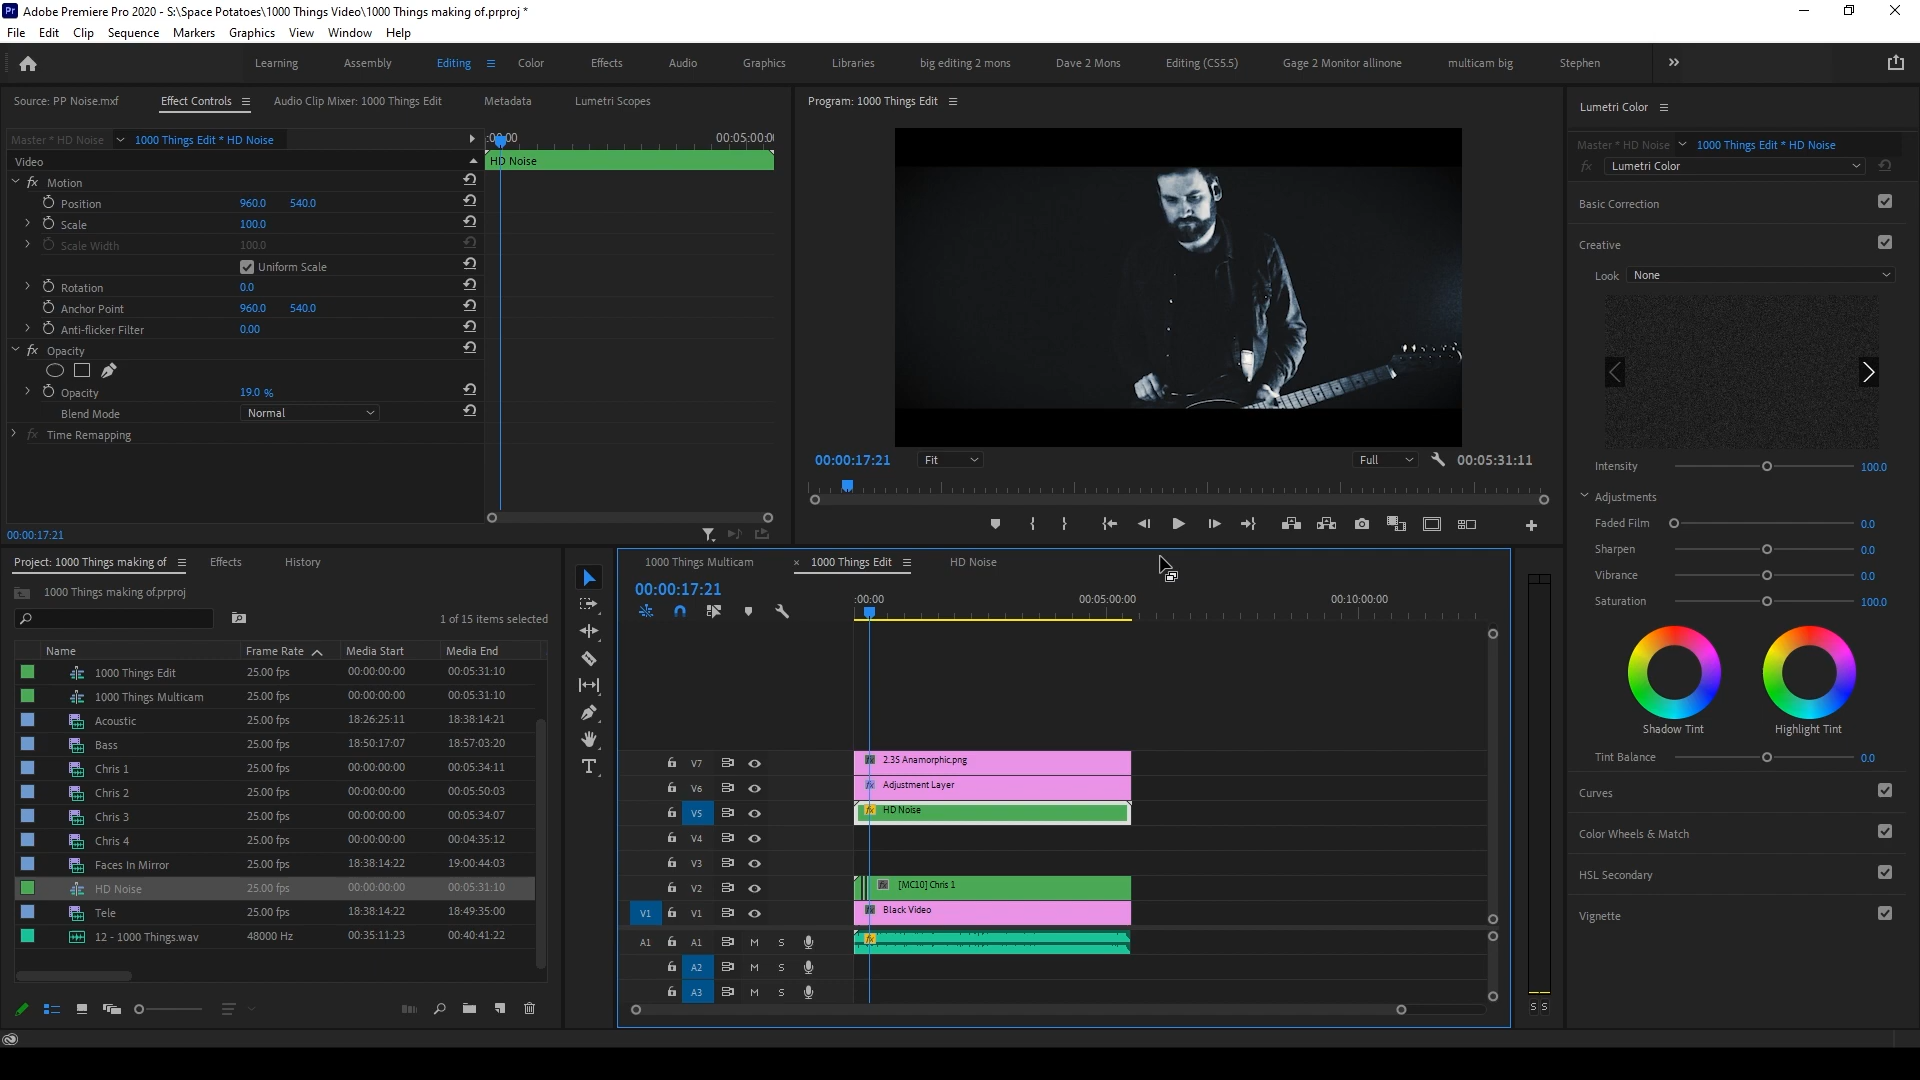 Pr Adobe Premiere Pro 2020 - S:\Space Potatoes\1000 Things Video\1000 Things making of.prproj *
File Edit Clip Sequence Markers Graphics View Window Help
Learning Assembly Editing Color Effects Audio Graphics Libraries big editing 2 mons Dave 2 Mons Editing (CS5.5) Gage 2 Monitor allinone multicam big Stephen
Source: PP Noise.mxf Effect Controls Audio Clip Mixer: 1000 Things Edit Metadata Lumetri Scopes
Master * HD Noise 1000 Things Edit * HD Noise
:00:00 00:05:00:0
Video
HD Noise
fx Motion
Position 960.0 540.0
Scale 100.0
Scale Width 100.0
Uniform Scale
Rotation 0.0
Anchor Point 960.0 540.0
Anti-flicker Filter 0.00
fx Opacity
Opacity 19.0 %
Blend Mode Normal
fx Time Remapping
00:00:17:21
Program: 1000 Things Edit
00:00:17:21 Fit Full 00:05:31:11
Lumetri Color
Master * HD Noise 1000 Things Edit * HD Noise
fx Lumetri Color
Basic Correction
Creative
Look None
Intensity 100.0
Adjustments
Faded Film 0.0
Sharpen 0.0
Vibrance 0.0
Saturation 100.0
Shadow Tint Highlight Tint
Tint Balance 0.0
Curves
Color Wheels & Match
HSL Secondary
Vignette
Project: 1000 Things making of Effects History
1000 Things making of.prproj
1 of 15 items selected
Name Frame Rate Media Start Media End
1000 Things Edit 25.00 fps 00:00:00:00 00:05:31:10
1000 Things Multicam 25.00 fps 00:00:00:00 00:05:31:10
Acoustic 25.00 fps 18:26:25:11 18:38:14:21
Bass 25.00 fps 18:50:17:07 18:57:03:20
Chris 1 25.00 fps 00:00:00:00 00:05:34:11
Chris 2 25.00 fps 00:00:00:00 00:05:50:03
Chris 3 25.00 fps 00:00:00:00 00:05:34:07
Chris 4 25.00 fps 00:00:00:00 00:04:35:12
Faces In Mirror 25.00 fps 18:38:14:22 19:00:44:03
HD Noise 25.00 fps 00:00:00:00 00:05:31:10
Tele 25.00 fps 18:38:14:22 18:49:35:00
12 - 1000 Things.wav 48000 Hz 00:35:11:23 00:40:41:22
1000 Things Multicam × 1000 Things Edit HD Noise
00:00:17:21
:00:00 00:05:00:00 00:10:00:00
V7 fx 2.35 Anamorphic.png
V6 fx Adjustment Layer
V5 fx HD Noise
V4
V3
V2 fx [MC10] Chris 1
V1 V1 fx Black Video
A1 A1 M S fx
A2 M S
A3 M S
S S